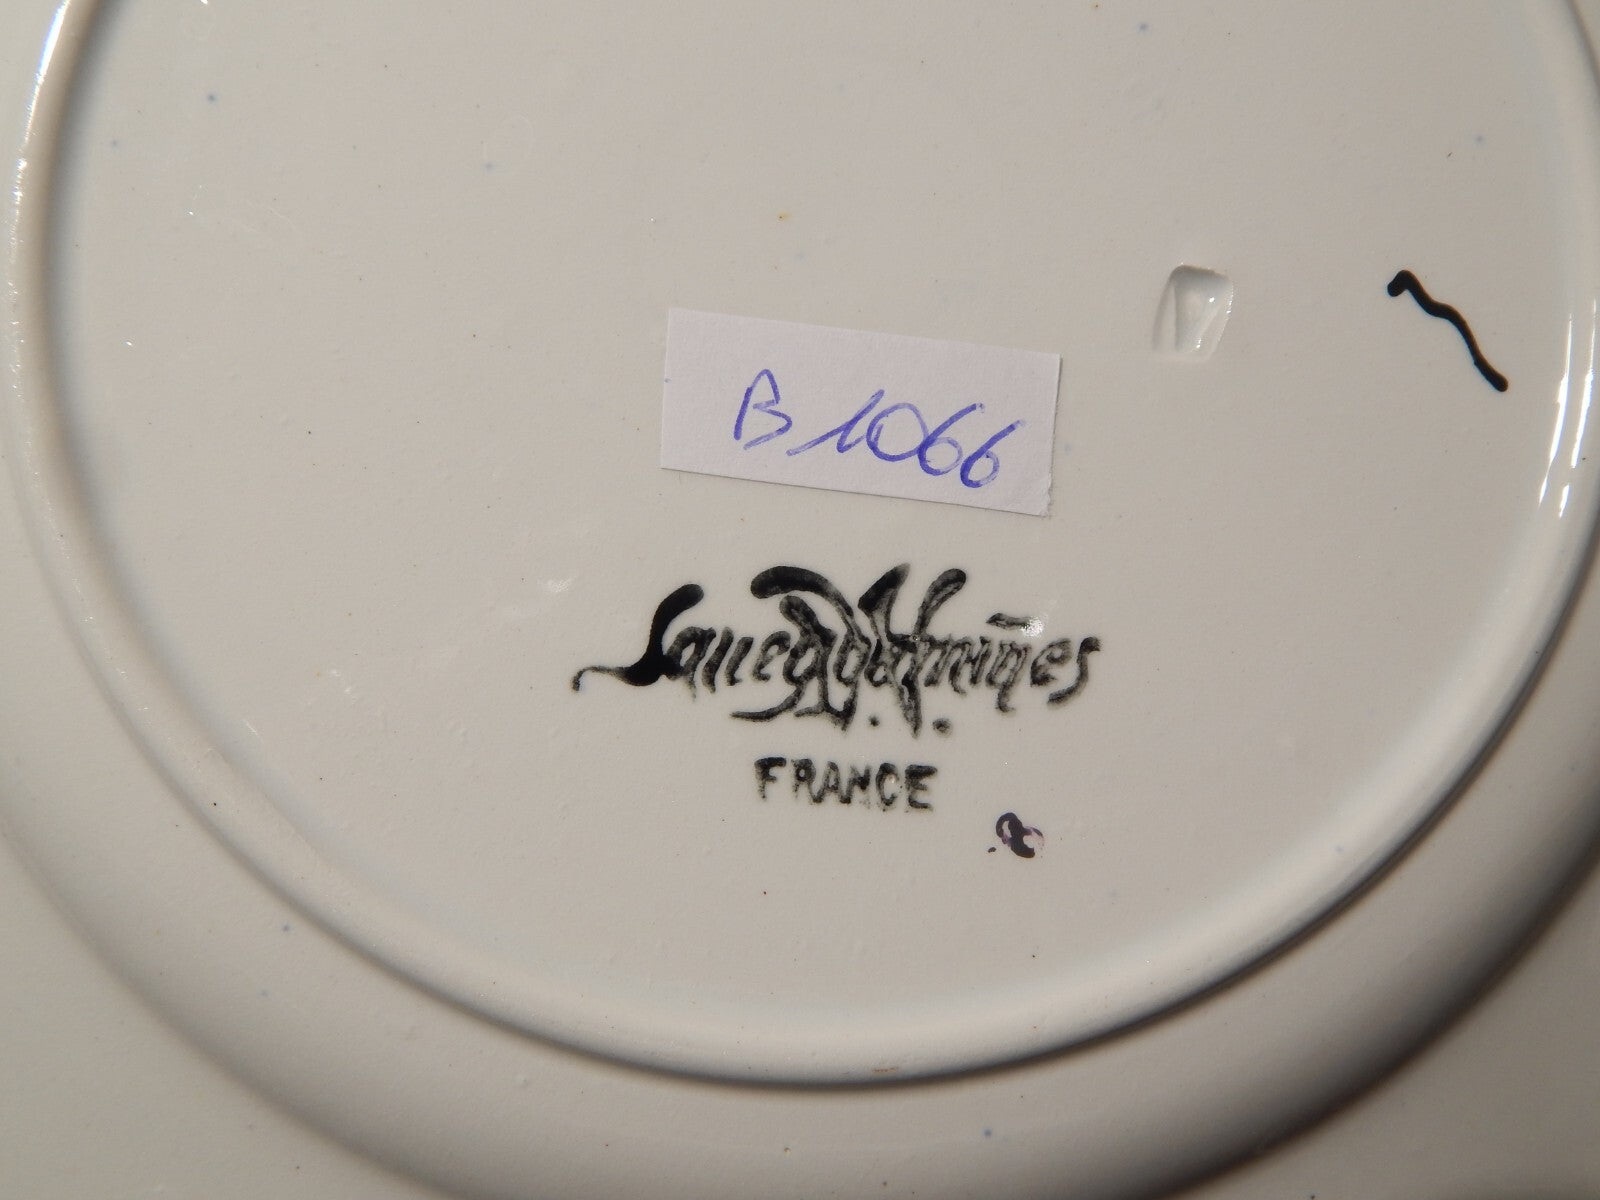 B1066
Sarreguemines
D.V.
FRANCE